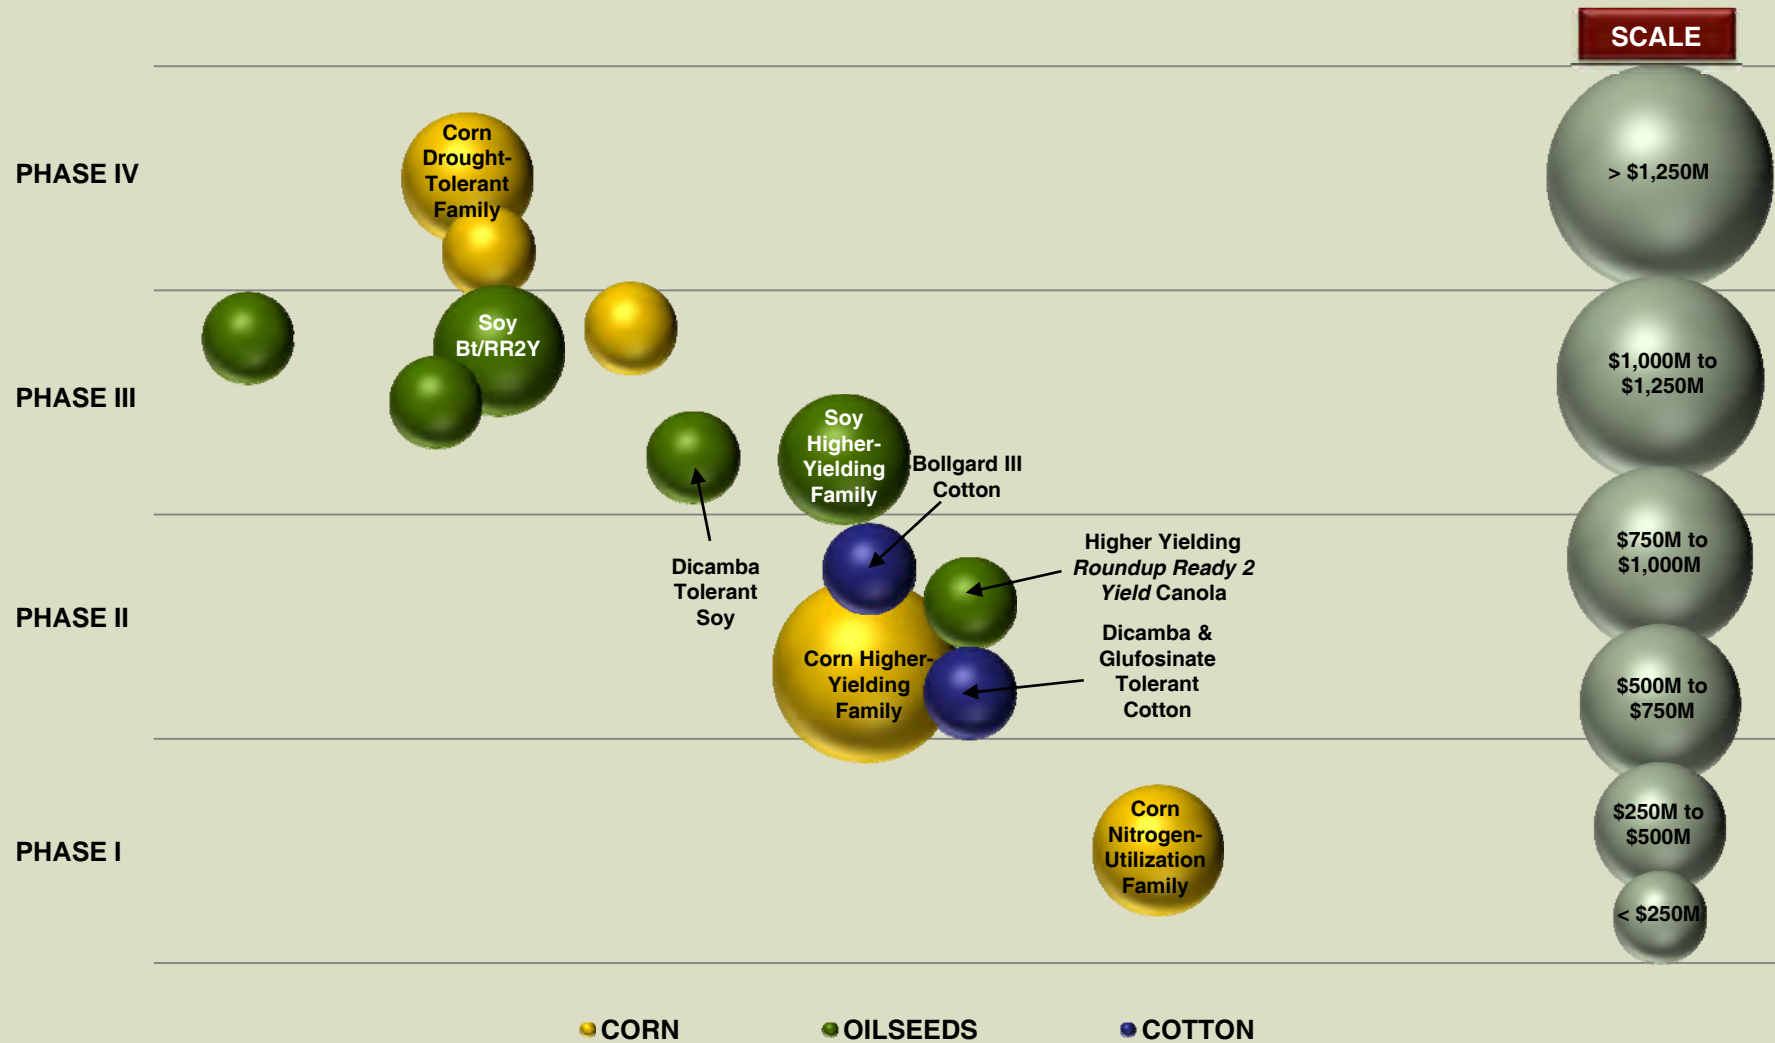 SCALE
PHASE IV
Corn
Drought-
Tolerant
Family
> $1,250M
PHASE III
Soy
Bt/RR2Y
$1,000M to
$1,250M
Soy
Higher-
Yielding
Family
Bollgard III
Cotton
Dicamba
Tolerant
Soy
PHASE II
Higher Yielding
Roundup Ready 2
Yield Canola
Dicamba &
Glufosinate
Tolerant
Cotton
Corn Higher-
Yielding
Family
$750M to
$1,000M
$500M to
$750M
PHASE I
Corn
Nitrogen-
Utilization
Family
$250M to
$500M
< $250M
CORN
OILSEEDS
COTTON